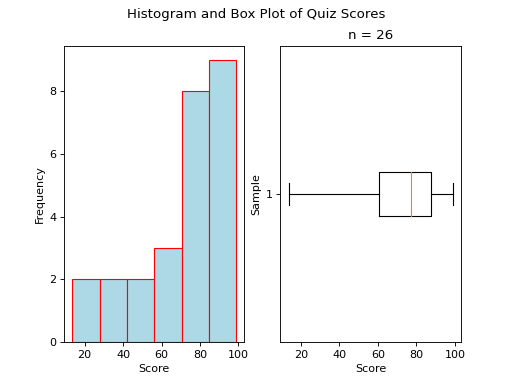 Histogram and Box Plot of Quiz Scores
n = 26
Frequency
8
6
4
2
0
20 40 60 80 100
Score
Sample
1
20 40 60 80 100
Score